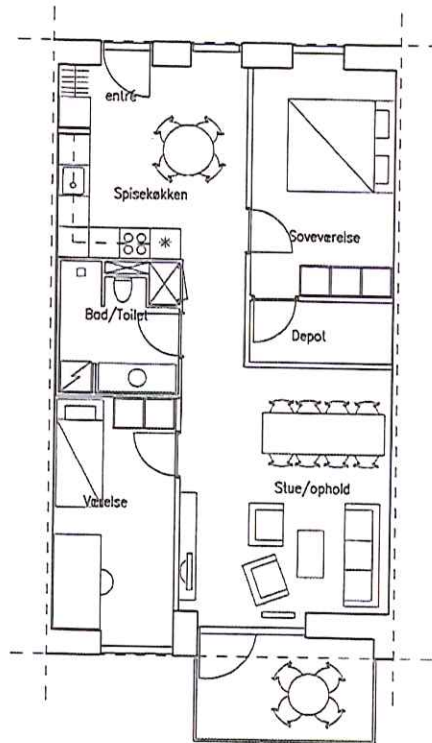 entre
Spisekøkken
Soveværelse
Bad/Toilet
Depot
Stue/ophold
Værelse